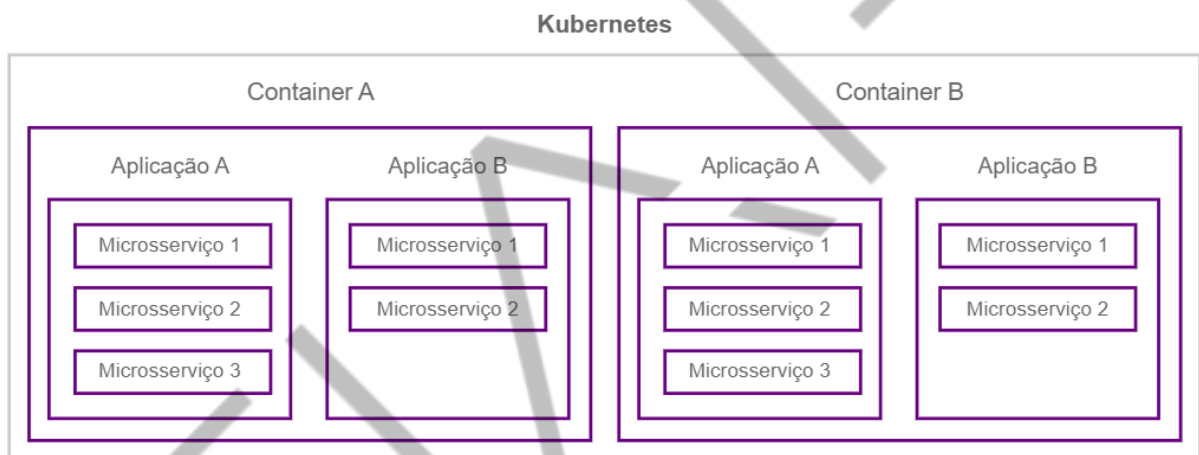 Kubernetes
Container A
Container B
Aplicação A
Aplicação B
Aplicação A
Aplicação B
Microsserviço 1
Microsserviço 1
Microsserviço 1
Microsserviço 1
Microsserviço 2
Microsserviço 2
Microsserviço 2
Microsserviço 2
Microsserviço 3
Microsserviço 3